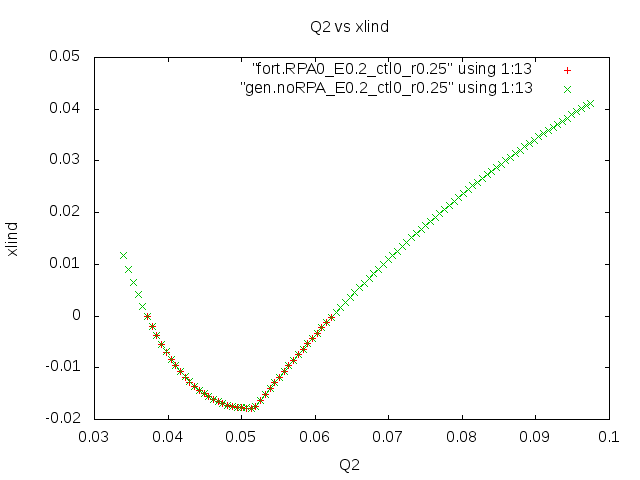 Q2 vs xlind
"fort.RPA0_E0.2_ctl0_r0.25" using 1:13
"gen.noRPA_E0.2_ctl0_r0.25" using 1:13
0.05
0.04
0.03
0.02
0.01
0
-0.01
-0.02
xlind
0.03 0.04 0.05 0.06 0.07 0.08 0.09 0.1
Q2